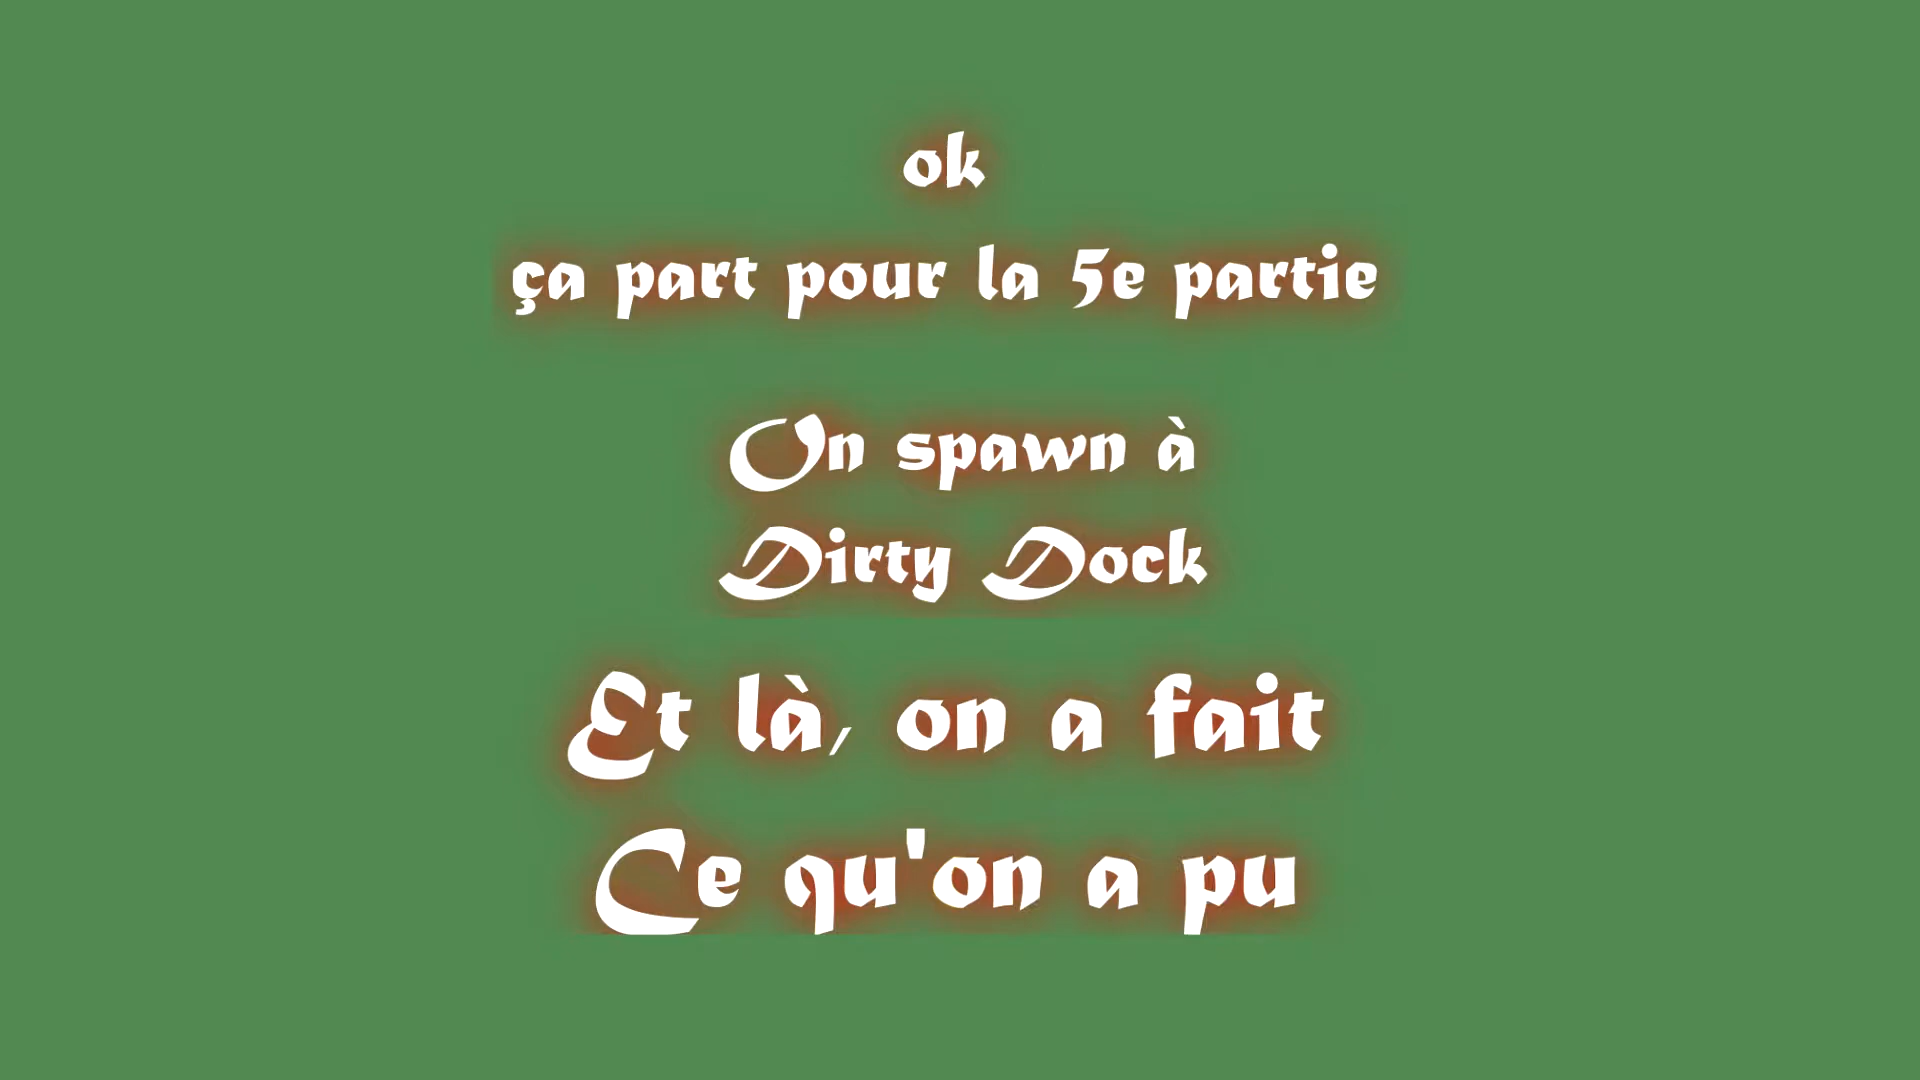 ok
ça part pour la 5e partie
On spawn à
Dirty Dock
Et là, on a fait
Ce qu'on a pu